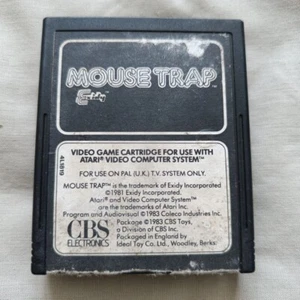 MOUSE TRAP™
Exidy
VIDEO GAME CARTRIDGE FOR USE WITH
ATARI® VIDEO COMPUTER SYSTEM™
FOR USE ON PAL (U.K.) T.V. SYSTEM ONLY.
MOUSE TRAP™ is the trademark of Exidy Incorporated
©1981 Exidy Incorporated.
Atari® and Video Computer System™
are the trademarks of Atari Inc.
Program and Audiovisual ©1983 Coleco Industries Inc.
CBS
ELECTRONICS
Package ©1983 CBS Toys,
a Division of CBS Inc.
Packaged in England by
Ideal Toy Co. Ltd., Woodley, Berks.